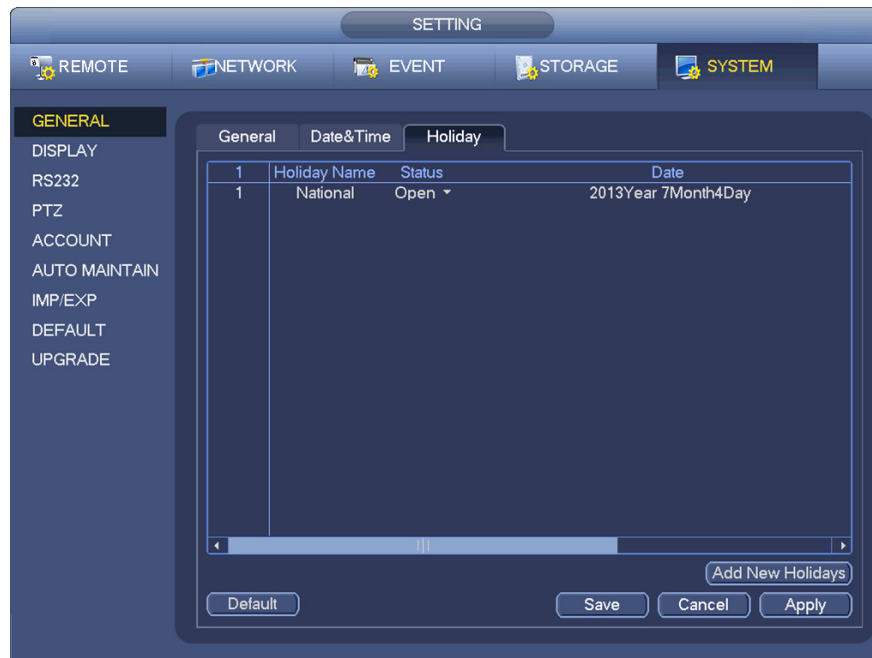 SETTING
REMOTE NETWORK EVENT STORAGE SYSTEM
GENERAL
DISPLAY
RS232
PTZ
ACCOUNT
AUTO MAINTAIN
IMP/EXP
DEFAULT
UPGRADE
General Date&Time Holiday
1 Holiday Name Status Date
1 National Open 2013Year 7Month4Day
Add New Holidays
Default Save Cancel Apply